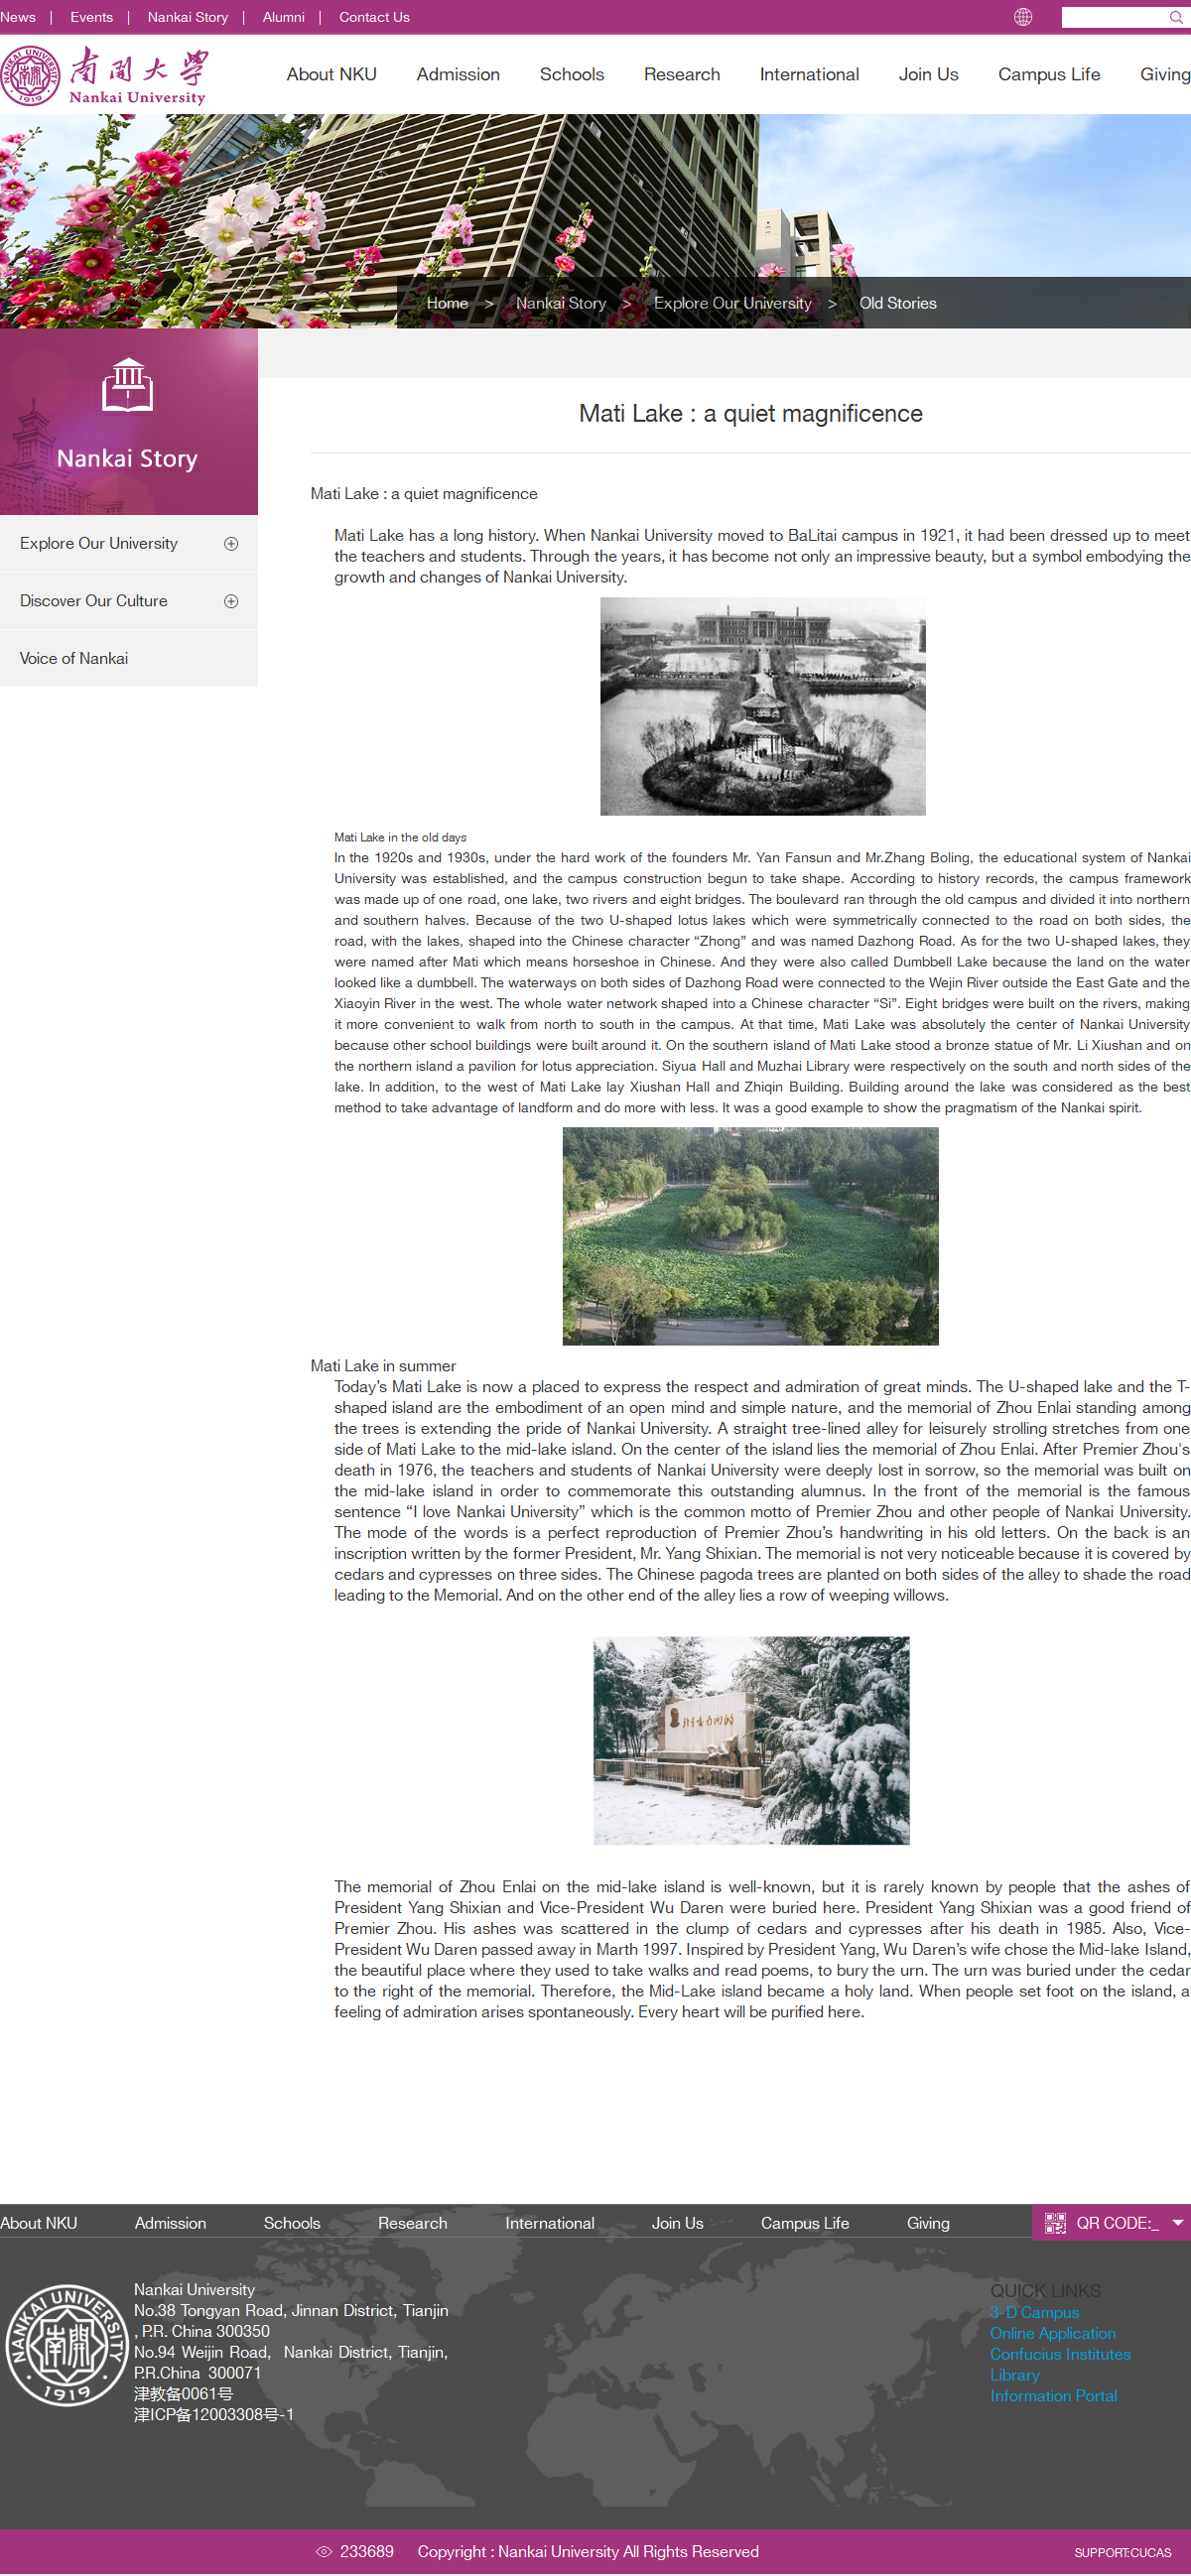 News | Events | Nankai Story | Alumni | Contact Us
NANKAI UNIVERSITY 1919
南開大學
Nankai University
About NKU Admission Schools Research International Join Us Campus Life Giving
Home > Nankai Story > Explore Our University > Old Stories
Nankai Story
Explore Our University
Discover Our Culture
Voice of Nankai
Mati Lake : a quiet magnificence
Mati Lake : a quiet magnificence
Mati Lake has a long history. When Nankai University moved to BaLitai campus in 1921, it had been dressed up to meet
the teachers and students. Through the years, it has become not only an impressive beauty, but a symbol embodying the
growth and changes of Nankai University.
Mati Lake in the old days
In the 1920s and 1930s, under the hard work of the founders Mr. Yan Fansun and Mr.Zhang Boling, the educational system of Nankai
University was established, and the campus construction begun to take shape. According to history records, the campus framework
was made up of one road, one lake, two rivers and eight bridges. The boulevard ran through the old campus and divided it into northern
and southern halves. Because of the two U-shaped lotus lakes which were symmetrically connected to the road on both sides, the
road, with the lakes, shaped into the Chinese character “Zhong” and was named Dazhong Road. As for the two U-shaped lakes, they
were named after Mati which means horseshoe in Chinese. And they were also called Dumbbell Lake because the land on the water
looked like a dumbbell. The waterways on both sides of Dazhong Road were connected to the Wejin River outside the East Gate and the
Xiaoyin River in the west. The whole water network shaped into a Chinese character “Si”. Eight bridges were built on the rivers, making
it more convenient to walk from north to south in the campus. At that time, Mati Lake was absolutely the center of Nankai University
because other school buildings were built around it. On the southern island of Mati Lake stood a bronze statue of Mr. Li Xiushan and on
the northern island a pavilion for lotus appreciation. Siyua Hall and Muzhai Library were respectively on the south and north sides of the
lake. In addition, to the west of Mati Lake lay Xiushan Hall and Zhiqin Building. Building around the lake was considered as the best
method to take advantage of landform and do more with less. It was a good example to show the pragmatism of the Nankai spirit.
Mati Lake in summer
Today’s Mati Lake is now a placed to express the respect and admiration of great minds. The U-shaped lake and the T-
shaped island are the embodiment of an open mind and simple nature, and the memorial of Zhou Enlai standing among
the trees is extending the pride of Nankai University. A straight tree-lined alley for leisurely strolling stretches from one
side of Mati Lake to the mid-lake island. On the center of the island lies the memorial of Zhou Enlai. After Premier Zhou's
death in 1976, the teachers and students of Nankai University were deeply lost in sorrow, so the memorial was built on
the mid-lake island in order to commemorate this outstanding alumnus. In the front of the memorial is the famous
sentence “I love Nankai University” which is the common motto of Premier Zhou and other people of Nankai University.
The mode of the words is a perfect reproduction of Premier Zhou’s handwriting in his old letters. On the back is an
inscription written by the former President, Mr. Yang Shixian. The memorial is not very noticeable because it is covered by
cedars and cypresses on three sides. The Chinese pagoda trees are planted on both sides of the alley to shade the road
leading to the Memorial. And on the other end of the alley lies a row of weeping willows.
我是愛南開的
The memorial of Zhou Enlai on the mid-lake island is well-known, but it is rarely known by people that the ashes of
President Yang Shixian and Vice-President Wu Daren were buried here. President Yang Shixian was a good friend of
Premier Zhou. His ashes was scattered in the clump of cedars and cypresses after his death in 1985. Also, Vice-
President Wu Daren passed away in Marth 1997. Inspired by President Yang, Wu Daren’s wife chose the Mid-lake Island,
the beautiful place where they used to take walks and read poems, to bury the urn. The urn was buried under the cedar
to the right of the memorial. Therefore, the Mid-Lake island became a holy land. When people set foot on the island, a
feeling of admiration arises spontaneously. Every heart will be purified here.
About NKU Admission Schools Research International Join Us Campus Life Giving QR CODE:_
NANKAI UNIVERSITY 南開 1919
Nankai University
No.38 Tongyan Road, Jinnan District, Tianjin
, P.R. China 300350
No.94 Weijin Road, Nankai District, Tianjin,
P.R.China 300071
津教备0061号
津ICP备12003308号-1
QUICK LINKS
3-D Campus
Online Application
Confucius Institutes
Library
Information Portal
233689 Copyright : Nankai University All Rights Reserved
SUPPORT:CUCAS